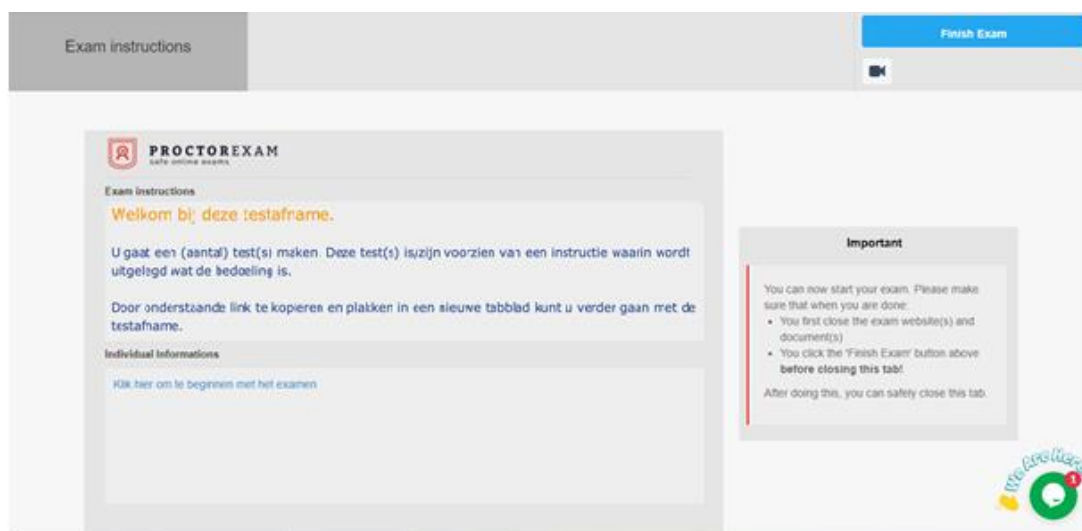 Exam instructions
Finish Exam
PROCTOREXAM
safe online exams
Exam instructions
Welkom bij deze testafname.
U gaat een (aantal) test(s) maken. Deze test(s) is/zijn voorzien van een instructie waarin wordt
uitgelegd wat de bedoeling is.
Door onderstaande link te kopieren en plakken in een nieuwe tabblad kunt u verder gaan met de
testafname.
Individual Informations
Klik hier om te beginnen met het examen
Important
You can now start your exam. Please make
sure that when you are done:
• You first close the exam website(s) and
document(s)
• You click the 'Finish Exam' button above
before closing this tab!
After doing this, you can safely close this tab.
We Are Here
1